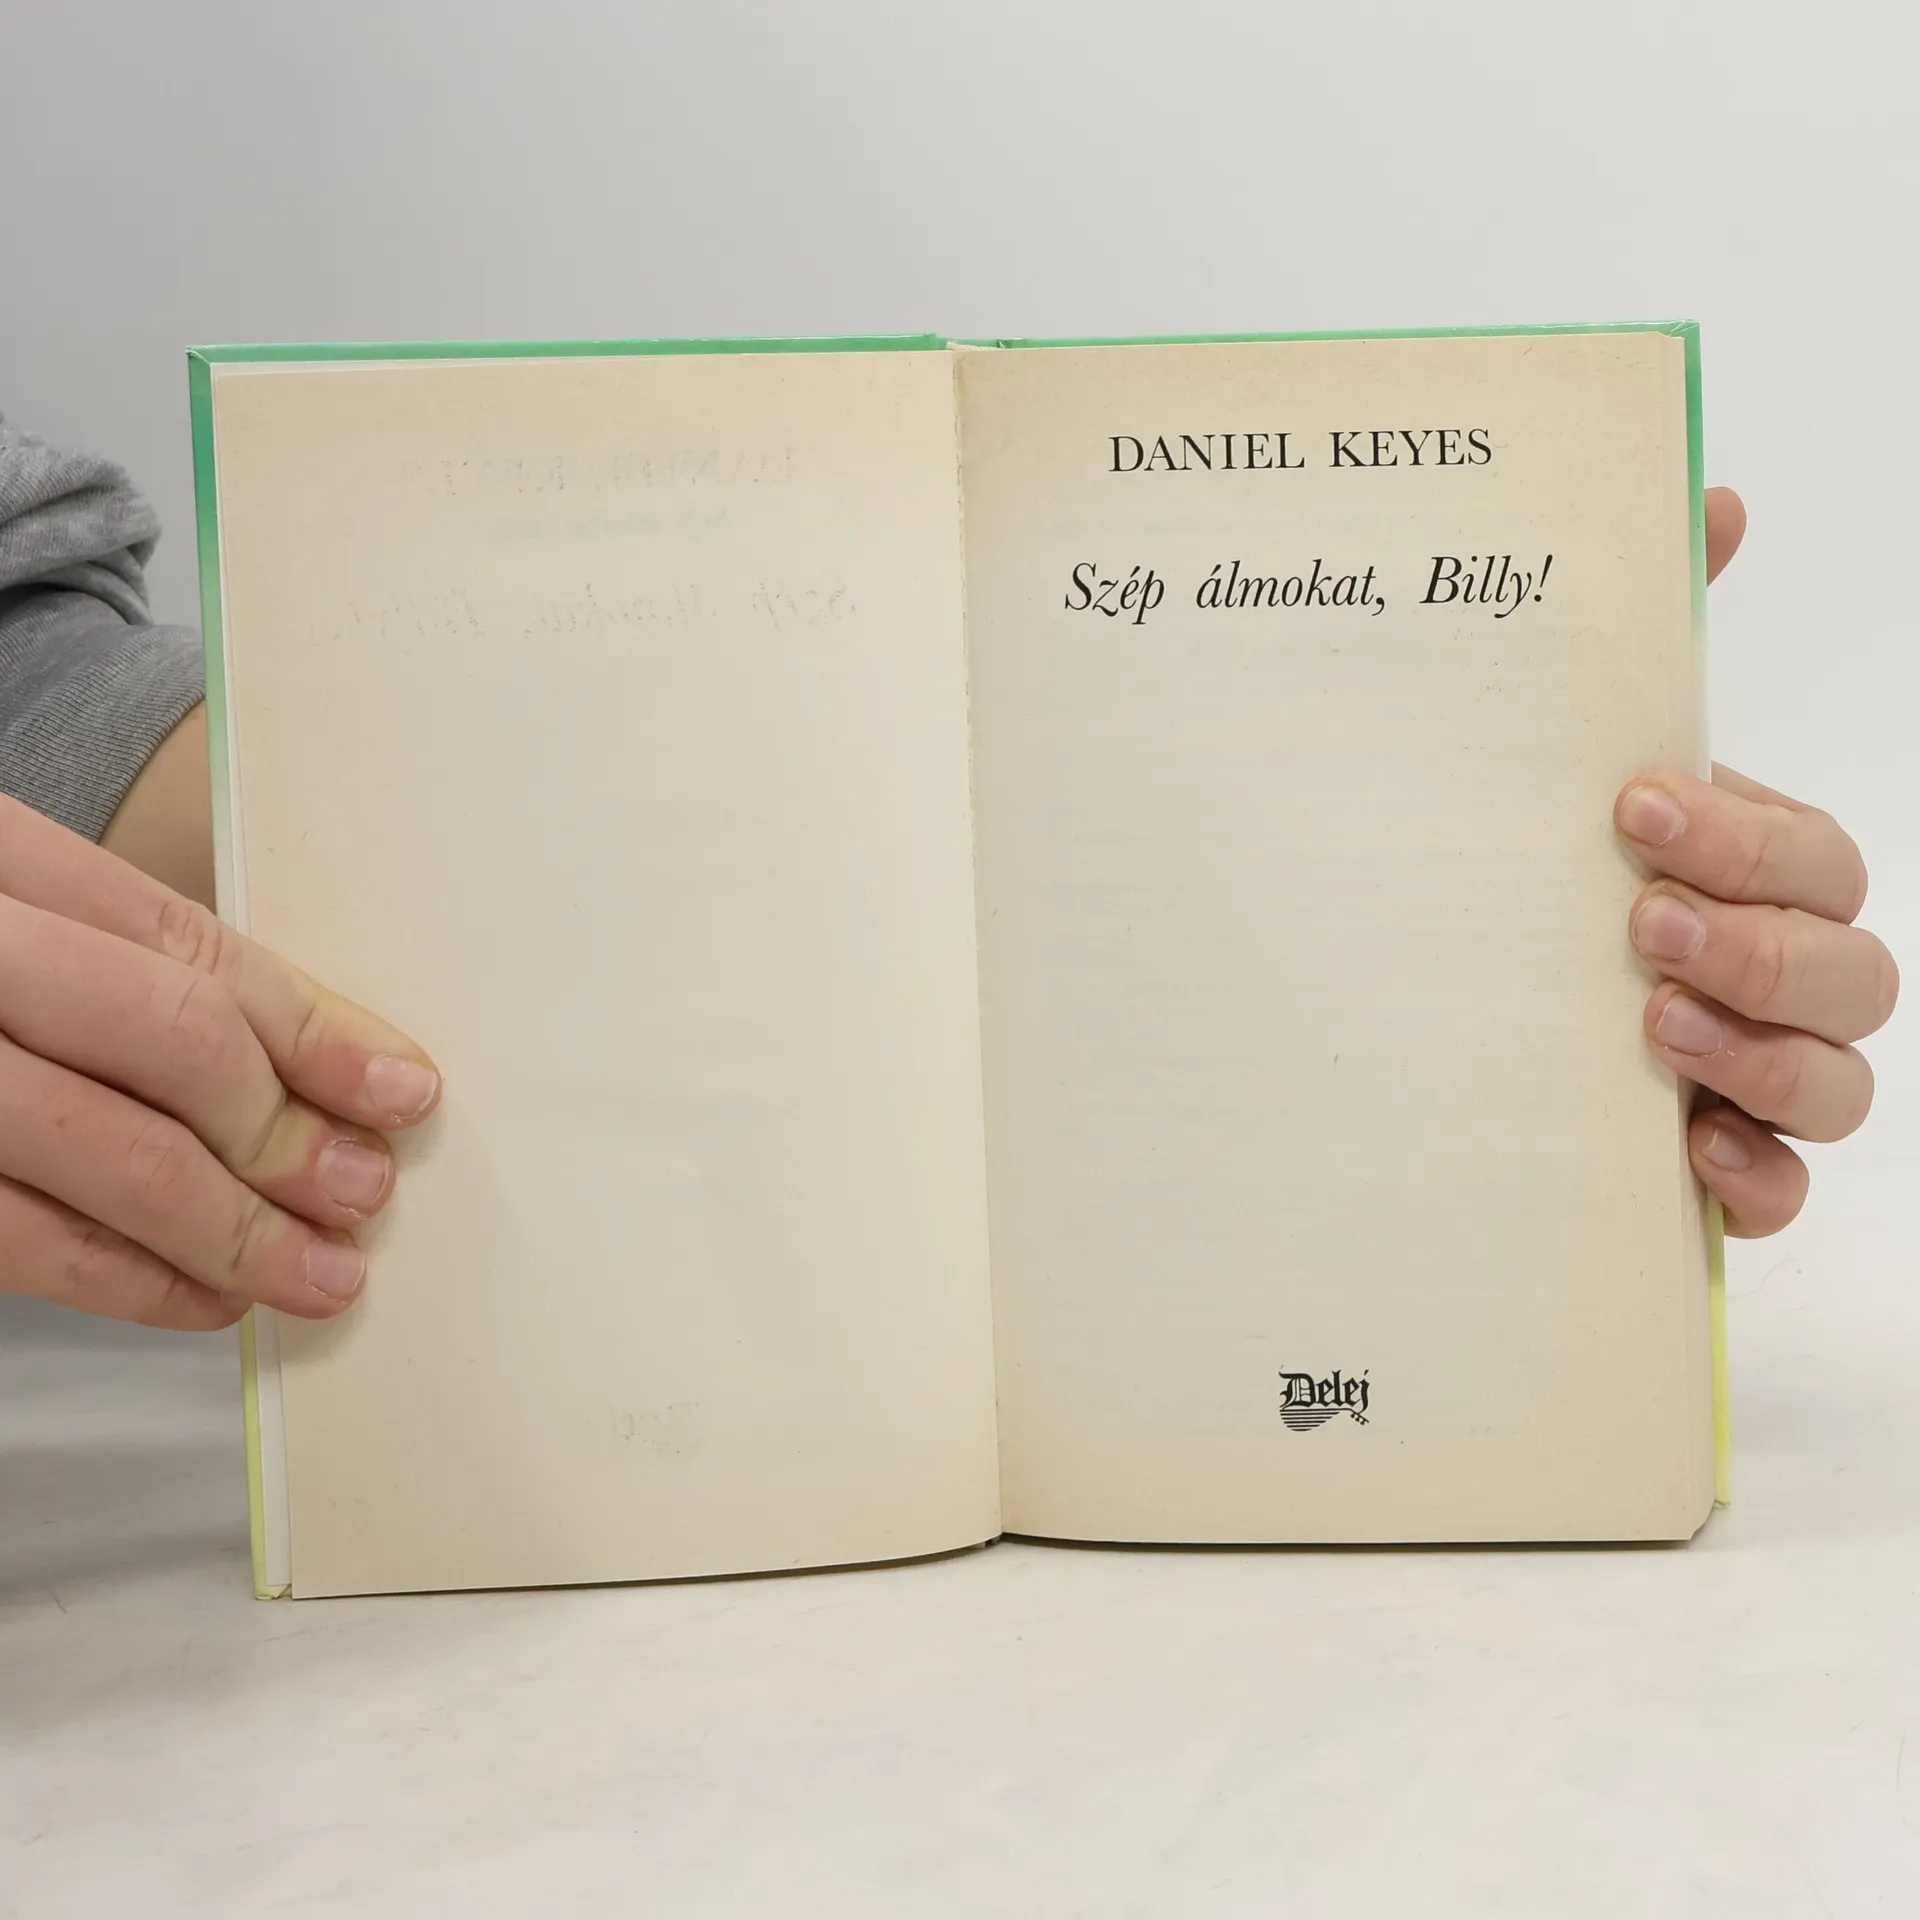 DANIEL KEYES
Szép álmokat, Billy!
Delej